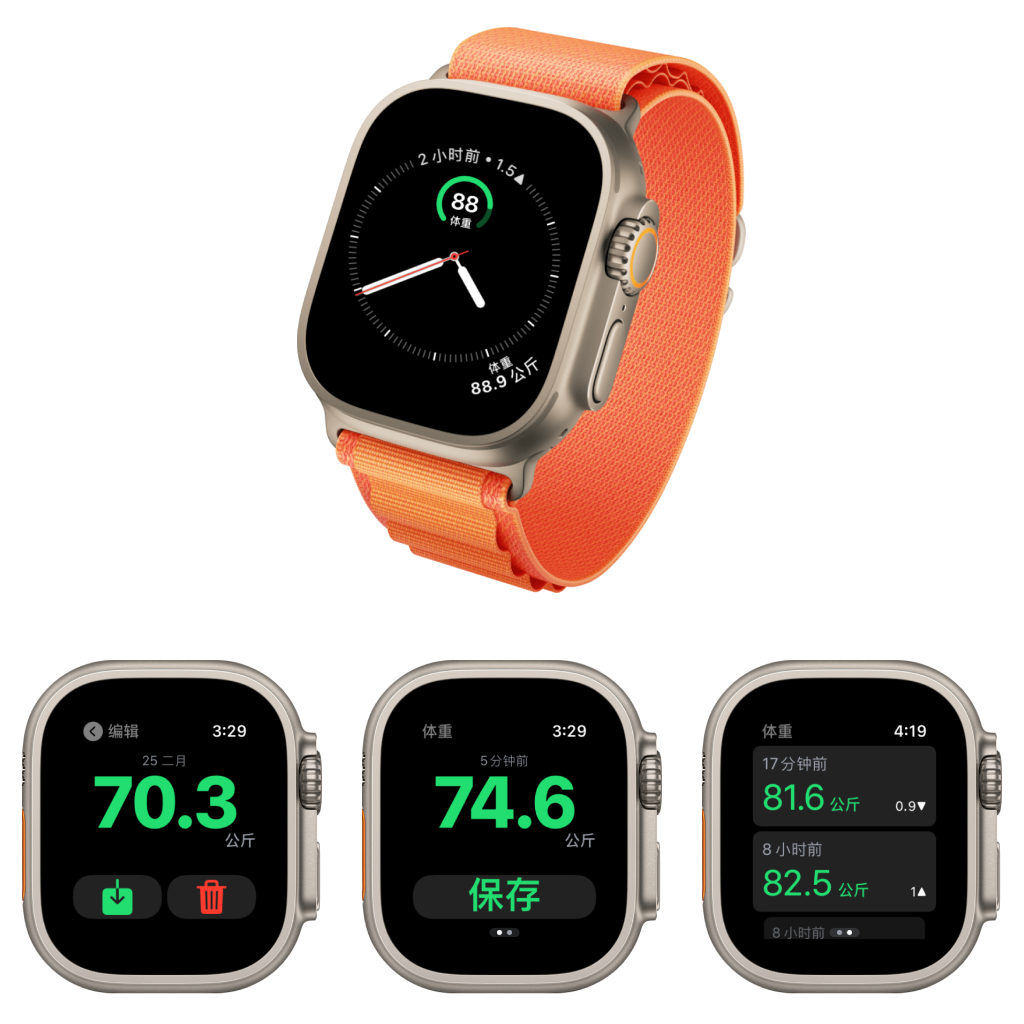 2 小时前 • 1.5▲
88
体重
体重
88.9 公斤
编辑 3:29
25 二月
70.3
公斤
体重 3:29
5分钟前
74.6
公斤
保存
体重 4:19
17分钟前
81.6 公斤 0.9▼
8 小时前
82.5 公斤 1▲
8 小时前